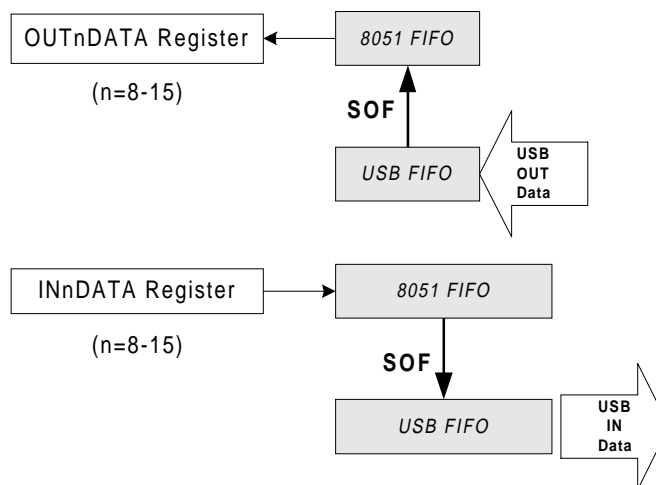 OUTnDATA Register
8051 FIFO
(n=8-15)
SOF
USB FIFO
USB
OUT
Data
INnDATA Register
8051 FIFO
(n=8-15)
SOF
USB FIFO
USB
IN
Data